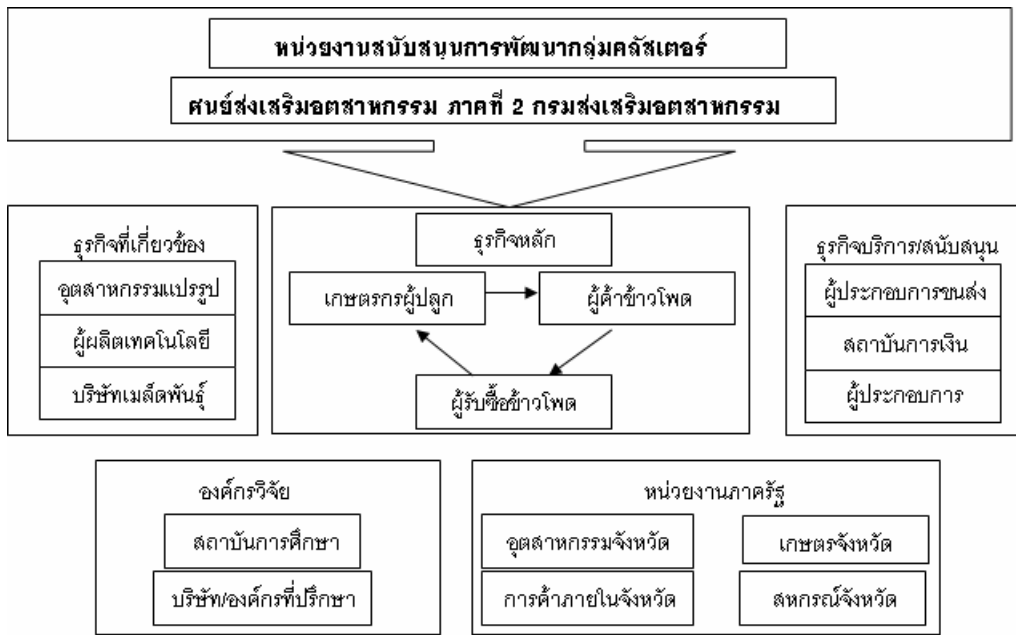 หน่วยงานสนับสนุนการพัฒนากลุ่มคลัสเตอร์
ศูนย์ส่งเสริมอุตสาหกรรม ภาคที่ 2 กรมส่งเสริมอุตสาหกรรม
ธุรกิจที่เกี่ยวข้อง
อุตสาหกรรมแปรรูป
ผู้ผลิตเทคโนโลยี
บริษัทเมล็ดพันธุ์
ธุรกิจหลัก
เกษตรกรผู้ปลูก
ผู้ค้าข้าวโพด
ผู้รับซื้อข้าวโพด
ธุรกิจบริการ/สนับสนุน
ผู้ประกอบการขนส่ง
สถาบันการเงิน
ผู้ประกอบการ
องค์กรวิจัย
สถาบันการศึกษา
บริษัท/องค์กรที่ปรึกษา
หน่วยงานภาครัฐ
อุตสาหกรรมจังหวัด
เกษตรจังหวัด
การค้าภายในจังหวัด
สหกรณ์จังหวัด